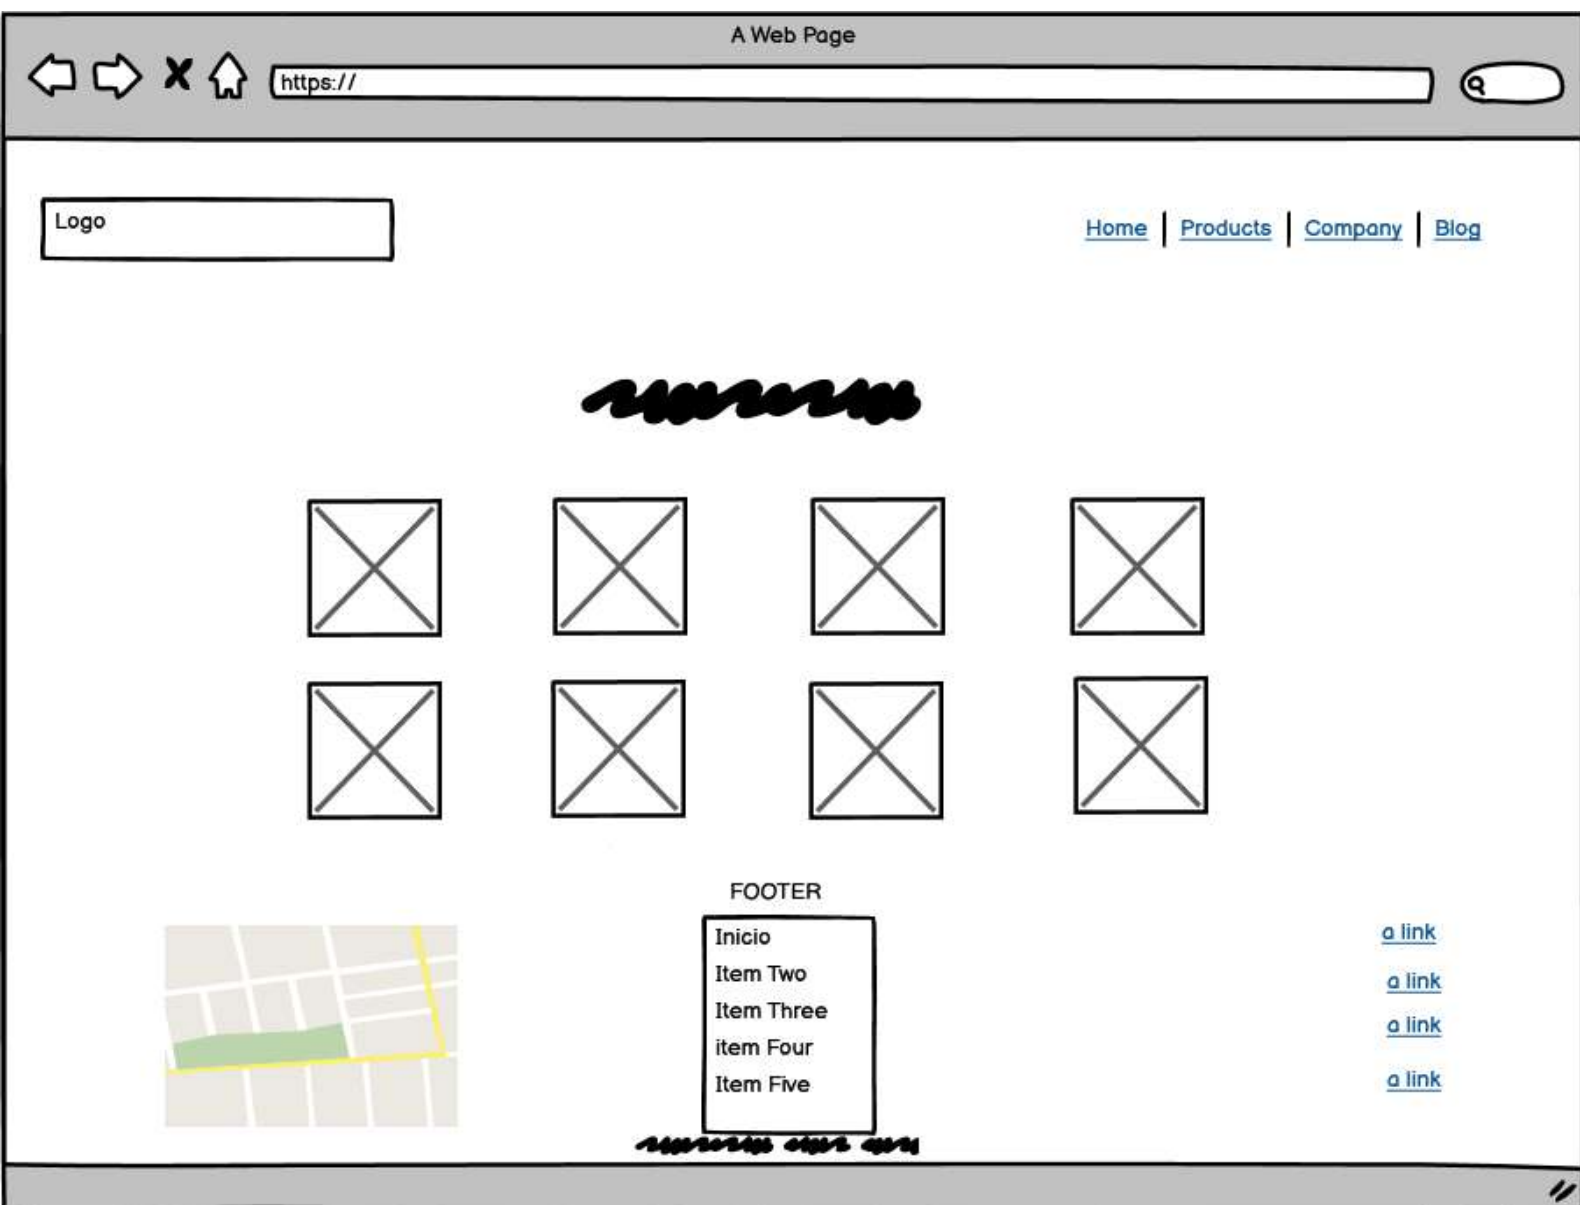 A Web Page
https://
Logo
Home | Products | Company | Blog
FOOTER
Inicio
Item Two
Item Three
item Four
Item Five
a link
a link
a link
a link